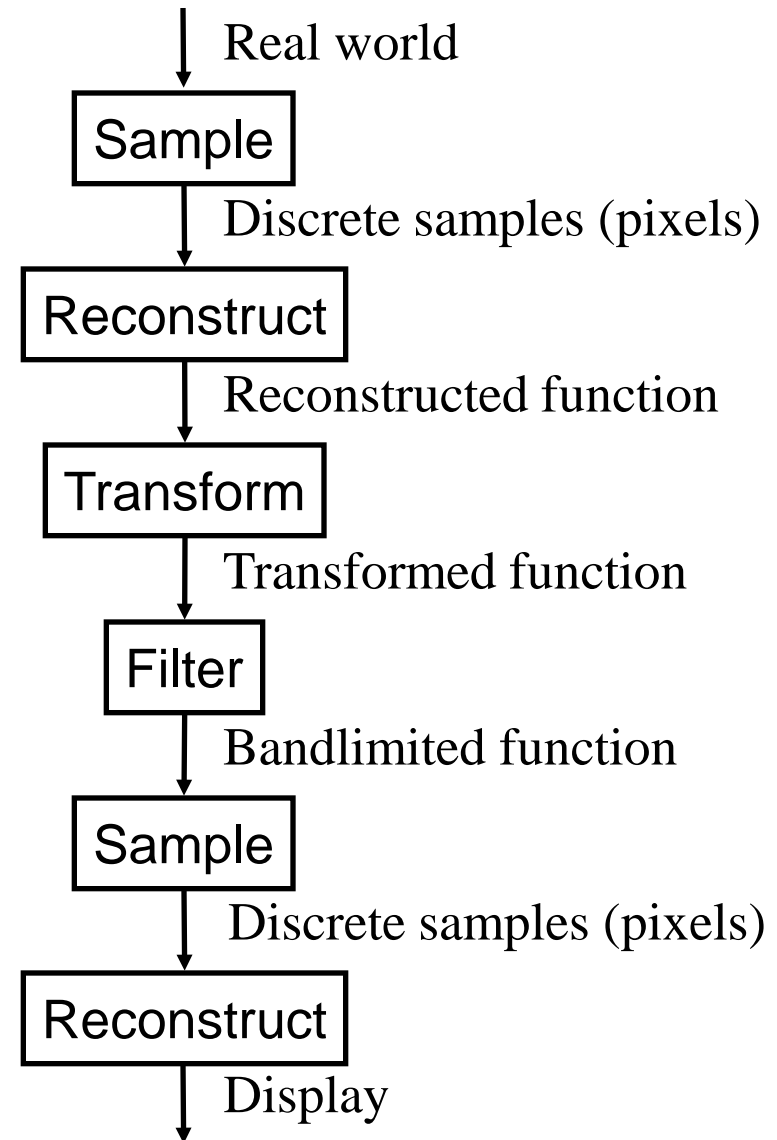 Real world
Sample
Discrete samples (pixels)
Reconstruct
Reconstructed function
Transform
Transformed function
Filter
Bandlimited function
Sample
Discrete samples (pixels)
Reconstruct
Display